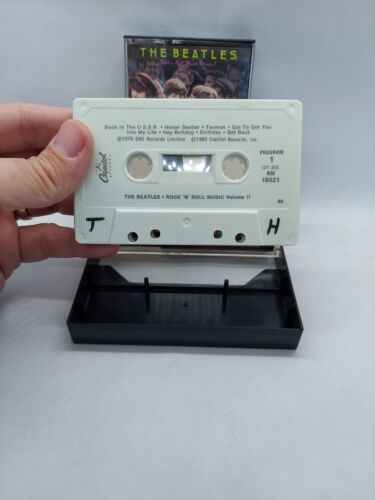 THE BEATLES
Back In The U.S.S.R. • Helter Skelter • Taxman • Got To Get You
Into My Life • Hey Bulldog • Birthday • Get Back
℗1976 EMI Records Limited ©1980 Capitol Records, Inc.
Capitol
PROGRAM
1
(21:20)
4N
16021
THE BEATLES • ROCK 'N' ROLL MUSIC Volume II
T
H